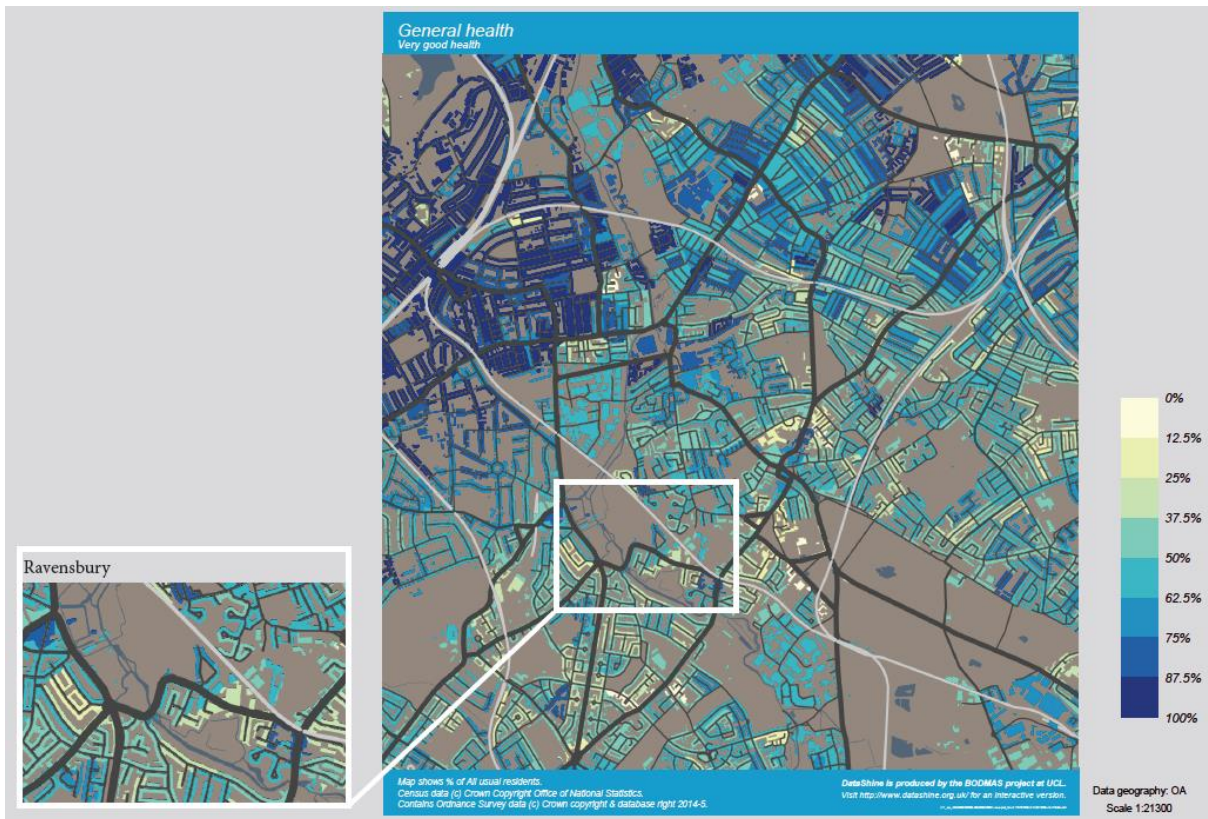 General health
Very good health
Ravensbury
0%
12.5%
25%
37.5%
50%
62.5%
75%
87.5%
100%
Map shows % of All usual residents.
Census data (c) Crown Copyright Office of National Statistics.
Contains Ordnance Survey data (c) Crown copyright & database right 2014-5.
DataShine is produced by the BODMAS project at UCL.
Visit http://www.datashine.org.uk/ for an interactive version.
Data geography: OA
Scale 1:21300